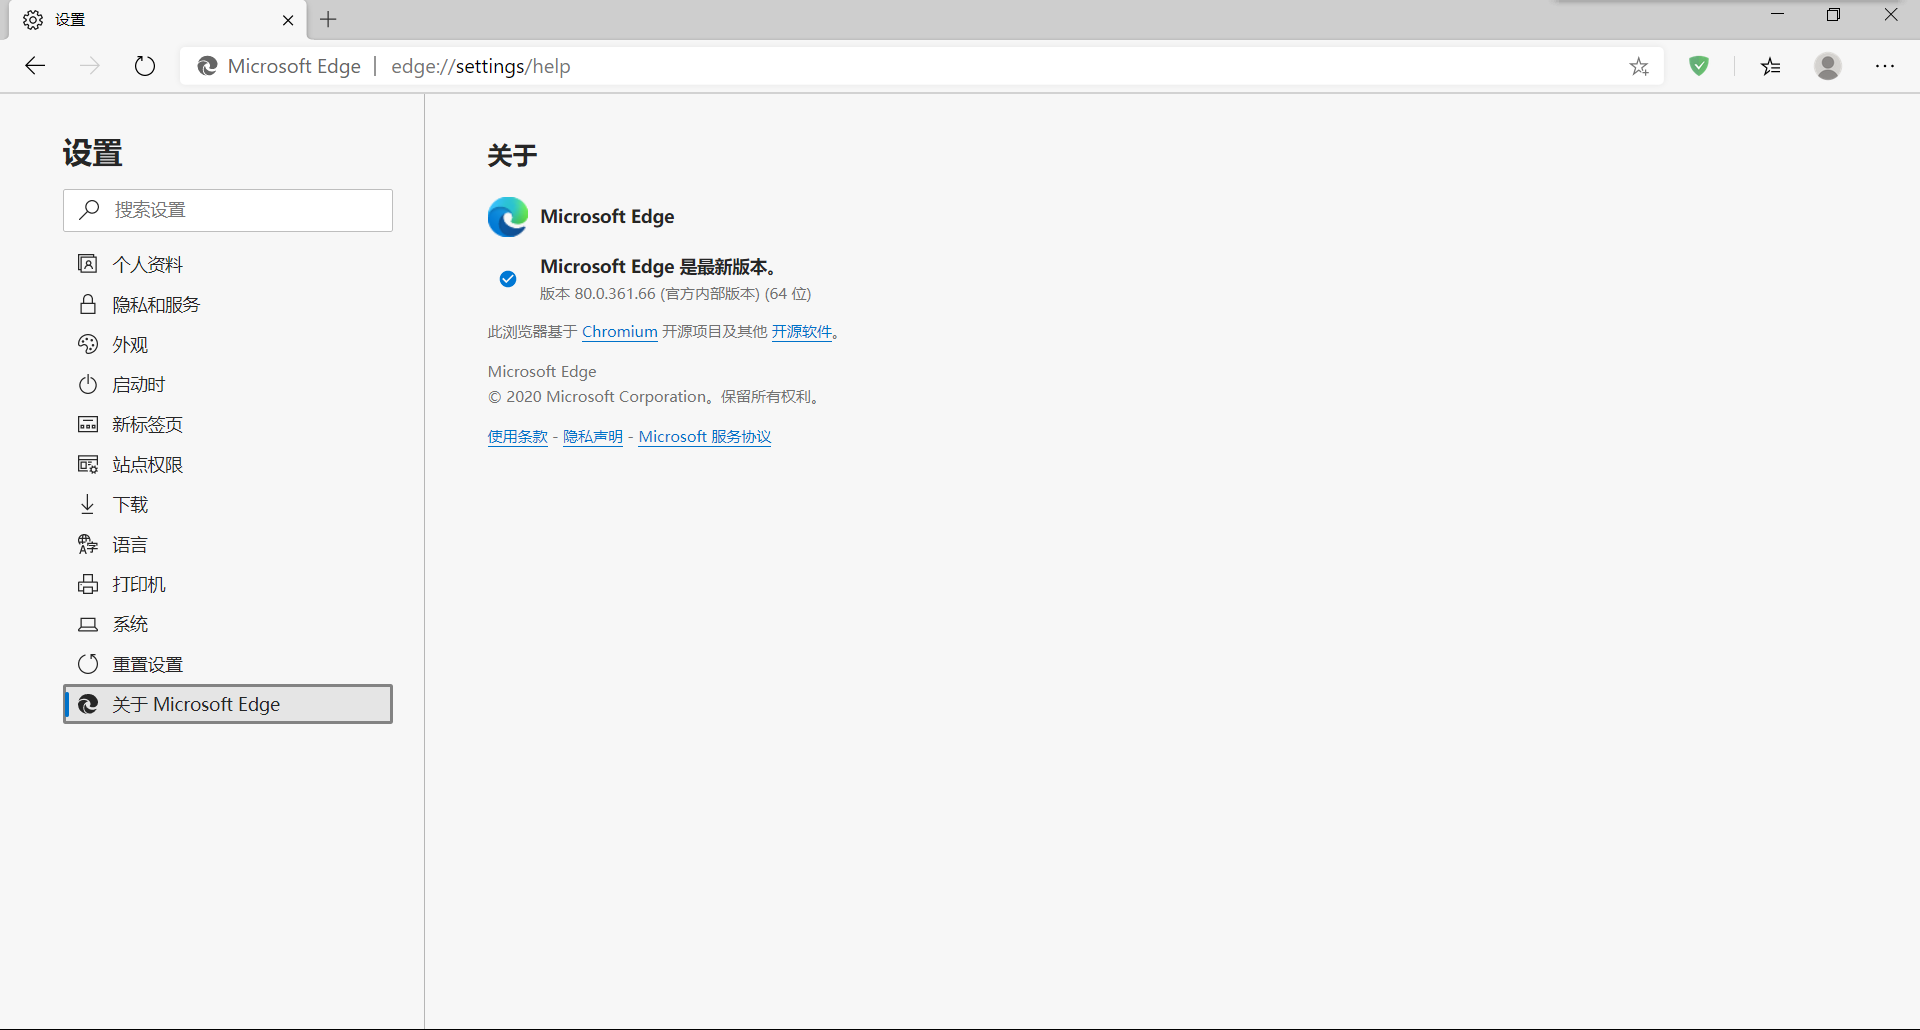 设置
Microsoft Edge | edge://settings/help
设置
搜索设置
个人资料
隐私和服务
外观
启动时
新标签页
站点权限
下载
语言
打印机
系统
重置设置
关于 Microsoft Edge
关于
Microsoft Edge
Microsoft Edge 是最新版本。
版本 80.0.361.66 (官方内部版本) (64 位)
此浏览器基于 Chromium 开源项目及其他 开源软件。
Microsoft Edge
© 2020 Microsoft Corporation。保留所有权利。
使用条款 - 隐私声明 - Microsoft 服务协议